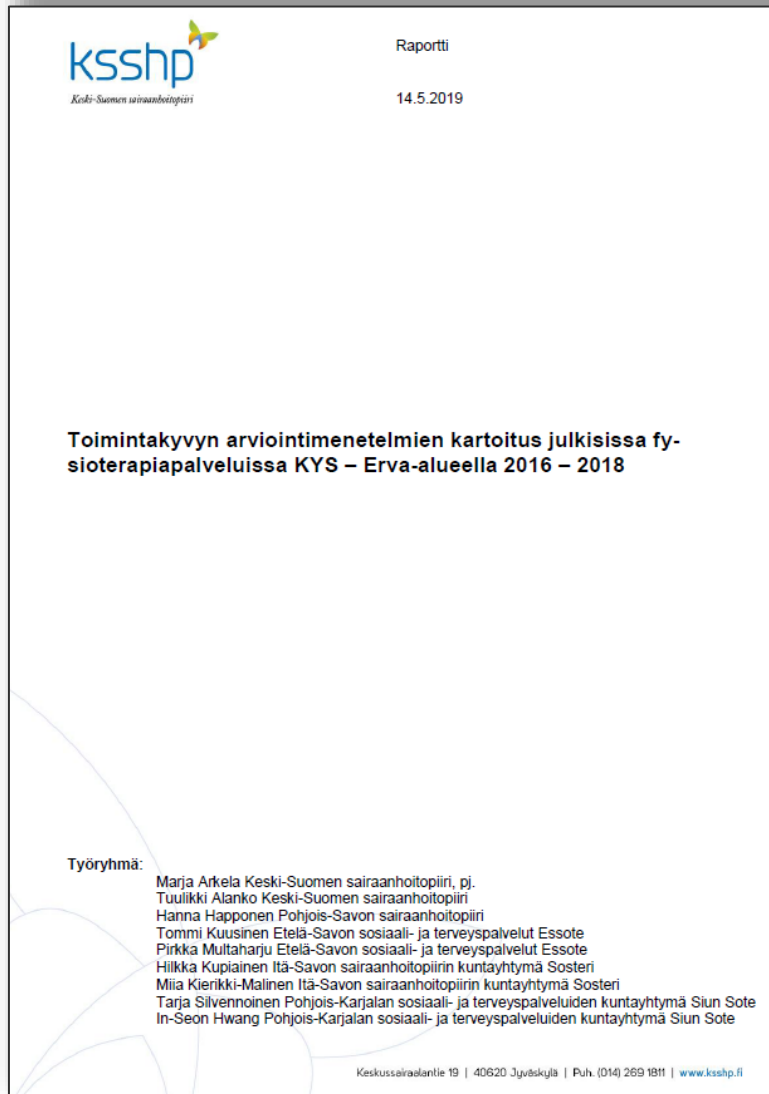 ksshp
Keski-Suomen sairaanhoitopiiri
Raportti
14.5.2019
Toimintakyvyn arviointimenetelmien kartoitus julkisissa fy-
sioterapiapalveluissa KYS – Erva-alueella 2016 – 2018
Työryhmä:
Marja Arkela Keski-Suomen sairaanhoitopiiri, pj.
Tuulikki Alanko Keski-Suomen sairaanhoitopiiri
Hanna Happonen Pohjois-Savon sairaanhoitopiiri
Tommi Kuusinen Etelä-Savon sosiaali- ja terveyspalvelut Essote
Pirkka Multaharju Etelä-Savon sosiaali- ja terveyspalvelut Essote
Hilkka Kupiainen Itä-Savon sairaanhoitopiirin kuntayhtymä Sosteri
Miia Kierikki-Malinen Itä-Savon sairaanhoitopiirin kuntayhtymä Sosteri
Tarja Silvennoinen Pohjois-Karjalan sosiaali- ja terveyspalveluiden kuntayhtymä Siun Sote
In-Seon Hwang Pohjois-Karjalan sosiaali- ja terveyspalveluiden kuntayhtymä Siun Sote
Keskussairaalantie 19 | 40620 Jyväskylä | Puh. (014) 269 1811 | www.ksshp.fi